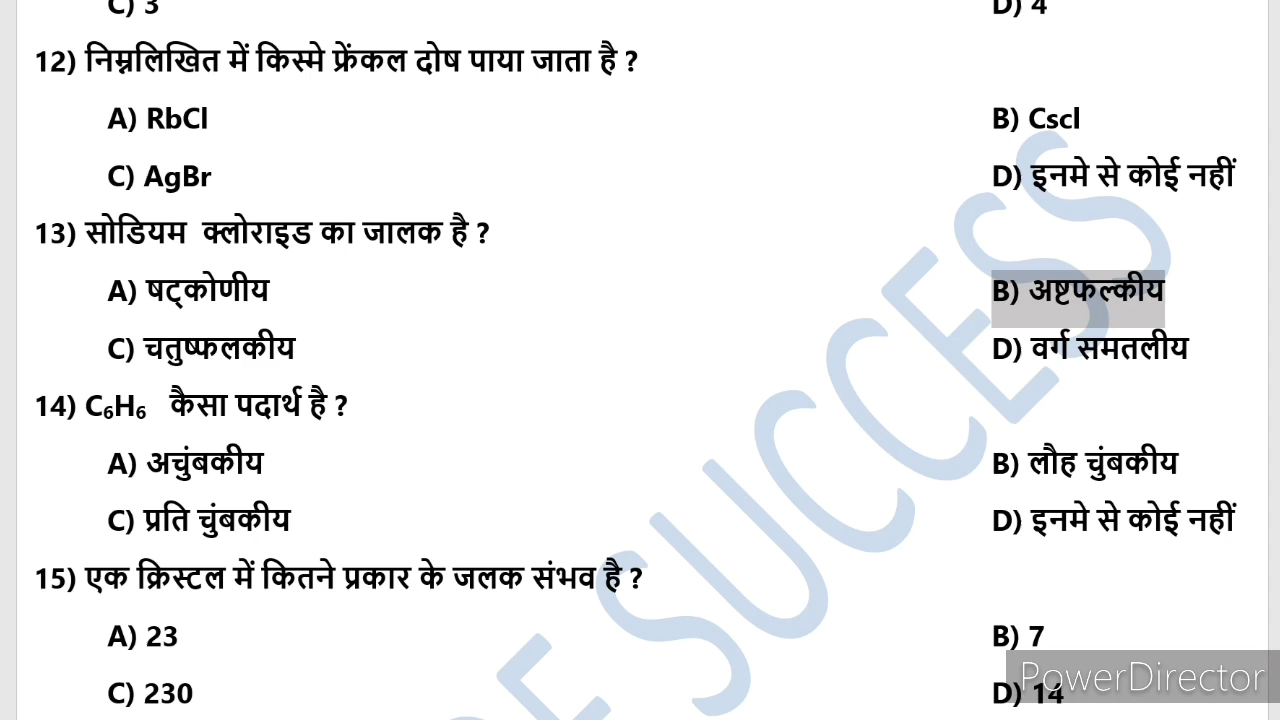 C) 3 D) 4
12) निम्नलिखित में किस्मे फ्रेंकल दोष पाया जाता है ?
A) RbCl B) Cscl
C) AgBr D) इनमे से कोई नहीं
13) सोडियम क्लोराइड का जालक है ?
A) षट्कोणीय B) अष्टफल्कीय
C) चतुष्फलकीय D) वर्ग समतलीय
14) C₆H₆ कैसा पदार्थ है ?
A) अचुंबकीय B) लौह चुंबकीय
C) प्रति चुंबकीय D) इनमे से कोई नहीं
15) एक क्रिस्टल में कितने प्रकार के जलक संभव है ?
A) 23 B) 7
C) 230 D) 14
E SUCCESS
PowerDirector